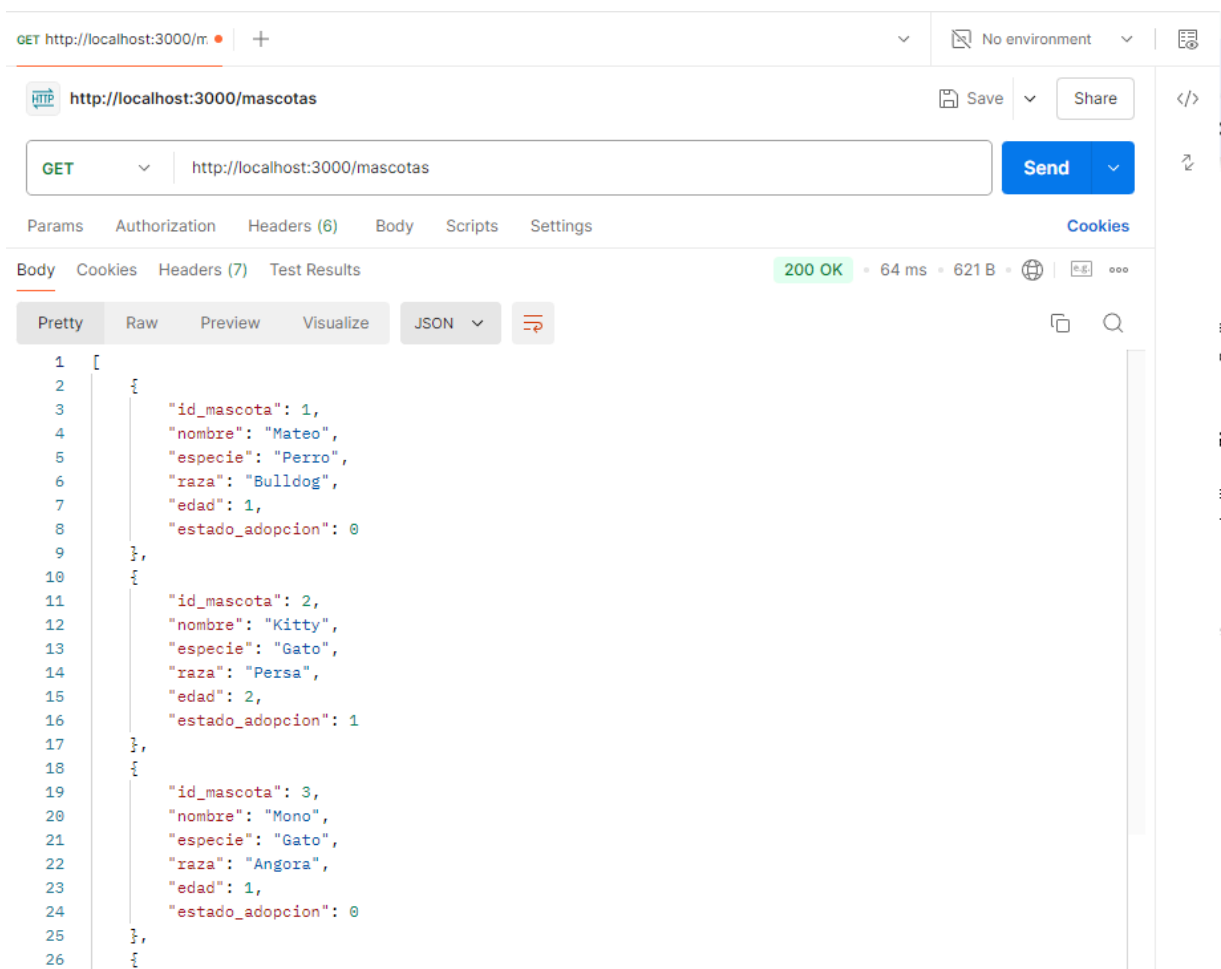 GET http://localhost:3000/m. No environment
HTTP http://localhost:3000/mascotas Save Share
GET http://localhost:3000/mascotas Send
Params Authorization Headers (6) Body Scripts Settings Cookies
Body Cookies Headers (7) Test Results 200 OK 64 ms 621 B e.g.
Pretty Raw Preview Visualize JSON
1 [
2 {
3 "id_mascota": 1,
4 "nombre": "Mateo",
5 "especie": "Perro",
6 "raza": "Bulldog",
7 "edad": 1,
8 "estado_adopcion": 0
9 },
10 {
11 "id_mascota": 2,
12 "nombre": "Kitty",
13 "especie": "Gato",
14 "raza": "Persa",
15 "edad": 2,
16 "estado_adopcion": 1
17 },
18 {
19 "id_mascota": 3,
20 "nombre": "Mono",
21 "especie": "Gato",
22 "raza": "Angora",
23 "edad": 1,
24 "estado_adopcion": 0
25 },
26 {